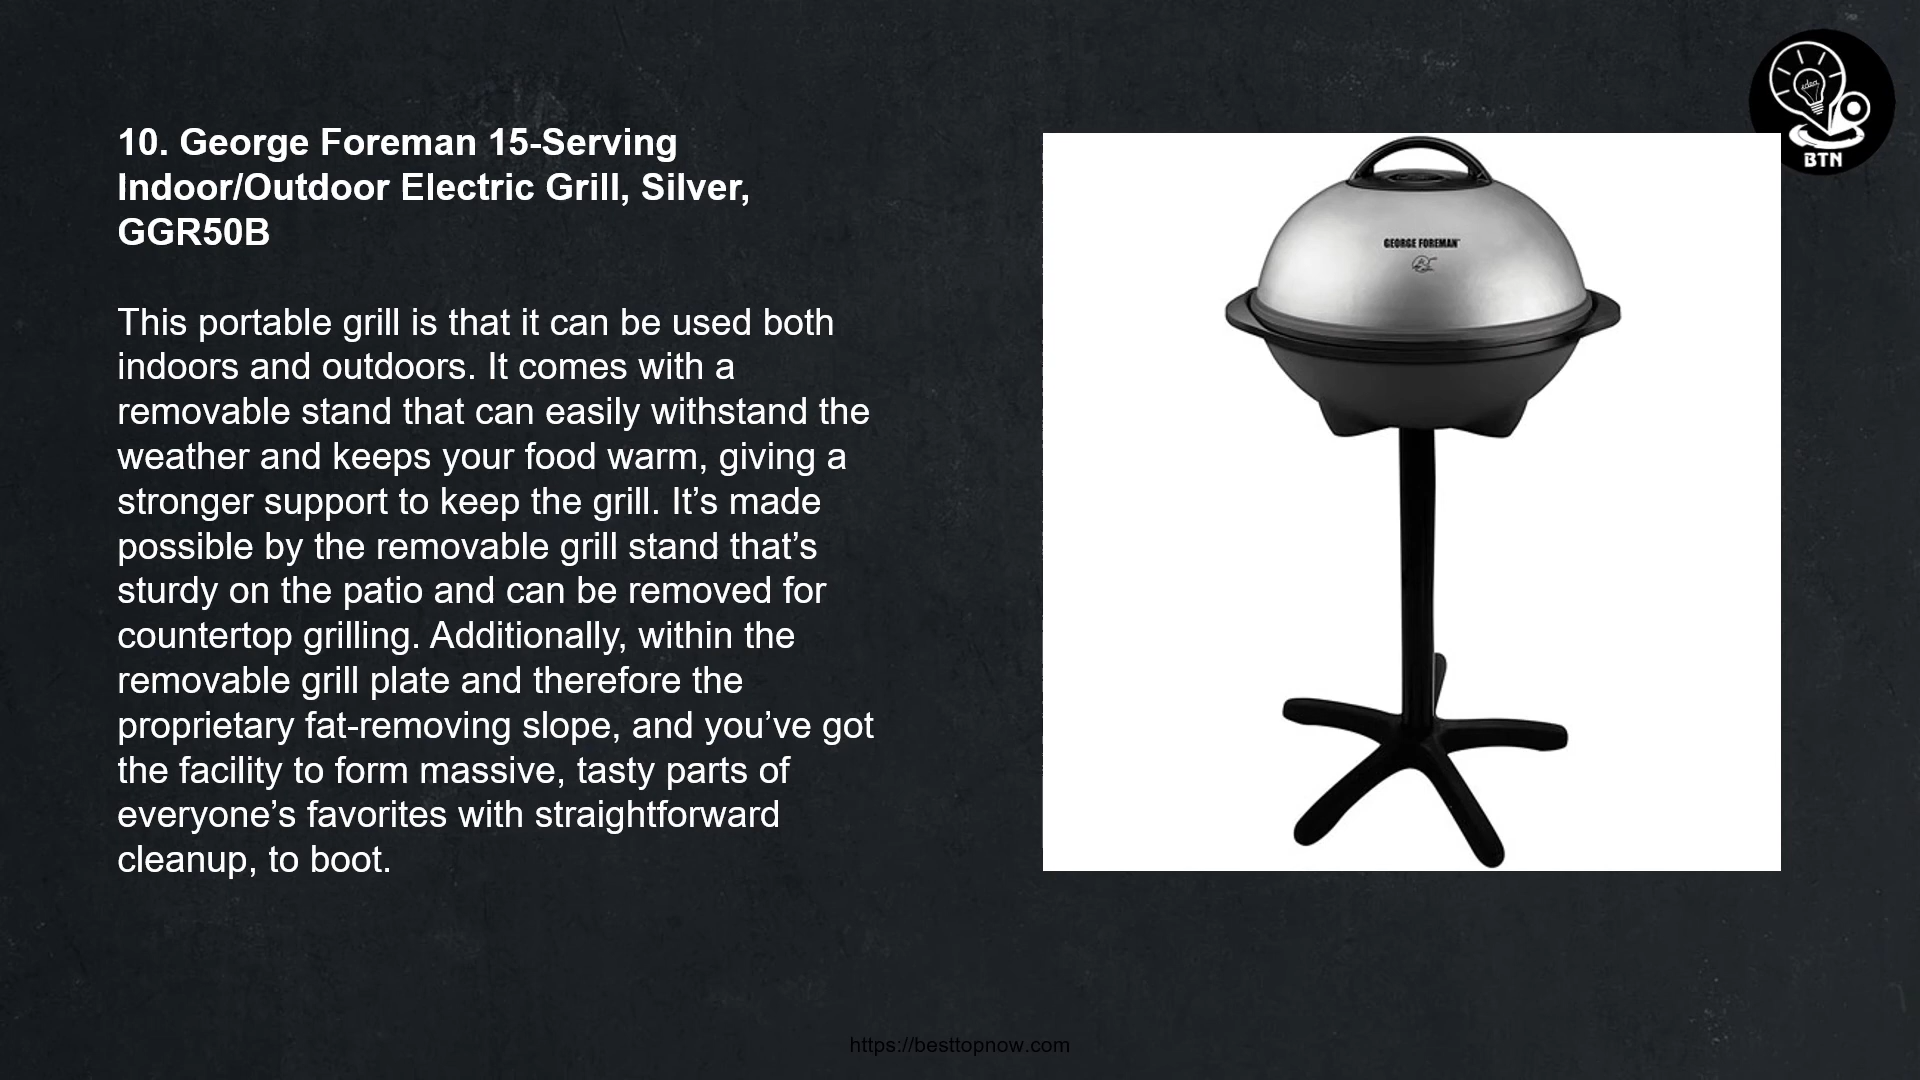 10. George Foreman 15-Serving
Indoor/Outdoor Electric Grill, Silver,
GGR50B
This portable grill is that it can be used both
indoors and outdoors. It comes with a
removable stand that can easily withstand the
weather and keeps your food warm, giving a
stronger support to keep the grill. It’s made
possible by the removable grill stand that’s
sturdy on the patio and can be removed for
countertop grilling. Additionally, within the
removable grill plate and therefore the
proprietary fat-removing slope, and you’ve got
the facility to form massive, tasty parts of
everyone’s favorites with straightforward
cleanup, to boot.
idea
BTN
GEORGE FOREMAN
https://besttopnow.com